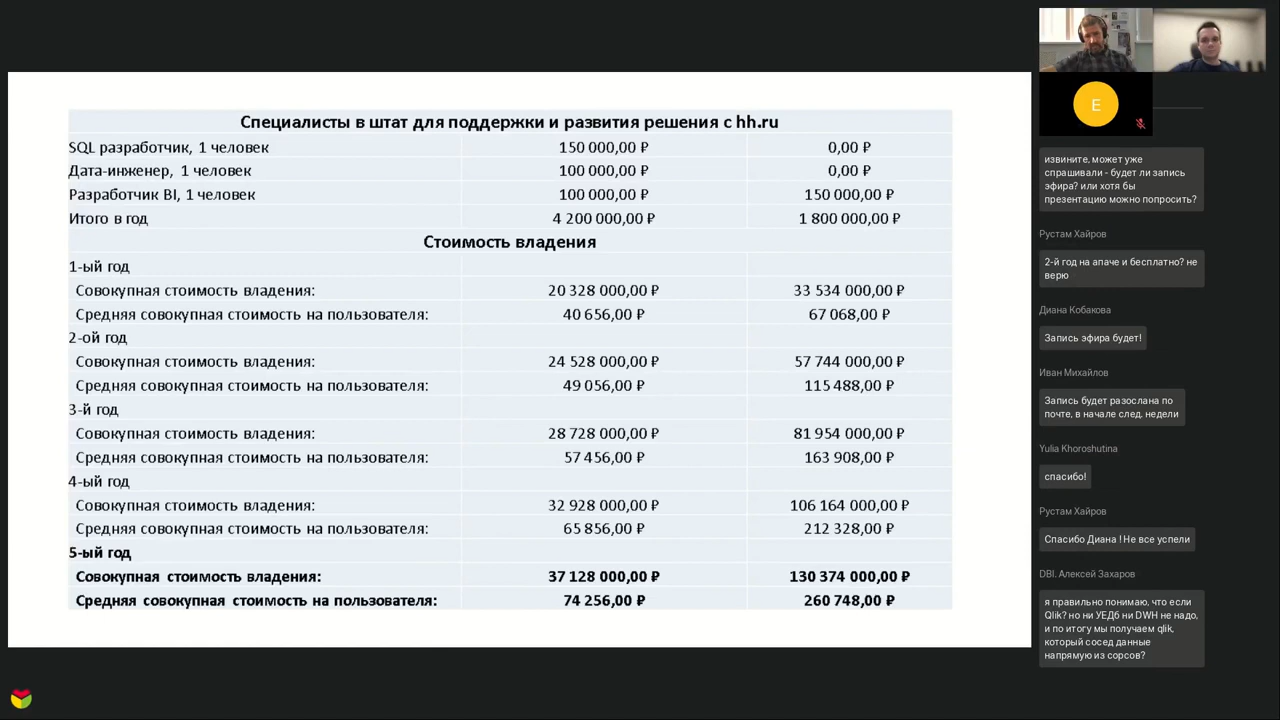 Специалисты в штат для поддержки и развития решения с hh.ru
SQL разработчик, 1 человек 150 000,00 ₽ 0,00 ₽
Дата-инженер, 1 человек 100 000,00 ₽ 0,00 ₽
Разработчик BI, 1 человек 100 000,00 ₽ 150 000,00 ₽
Итого в год 4 200 000,00 ₽ 1 800 000,00 ₽
Стоимость владения
1-ый год
Совокупная стоимость владения: 20 328 000,00 ₽ 33 534 000,00 ₽
Средняя совокупная стоимость на пользователя: 40 656,00 ₽ 67 068,00 ₽
2-ой год
Совокупная стоимость владения: 24 528 000,00 ₽ 57 744 000,00 ₽
Средняя совокупная стоимость на пользователя: 49 056,00 ₽ 115 488,00 ₽
3-й год
Совокупная стоимость владения: 28 728 000,00 ₽ 81 954 000,00 ₽
Средняя совокупная стоимость на пользователя: 57 456,00 ₽ 163 908,00 ₽
4-ый год
Совокупная стоимость владения: 32 928 000,00 ₽ 106 164 000,00 ₽
Средняя совокупная стоимость на пользователя: 65 856,00 ₽ 212 328,00 ₽
5-ый год
Совокупная стоимость владения: 37 128 000,00 ₽ 130 374 000,00 ₽
Средняя совокупная стоимость на пользователя: 74 256,00 ₽ 260 748,00 ₽
E
извините, может уже
спрашивали - будет ли запись
эфира? или хотя бы
презентацию можно попросить?
Рустам Хайров
2-й год на апаче и бесплатно? не
верю
Диана Кобакова
Запись эфира будет!
Иван Михайлов
Запись будет разослана по
почте, в начале след. недели
Yulia Khoroshutina
спасибо!
Рустам Хайров
Спасибо Диана ! Не все успели
DBI. Алексей Захаров
я правильно понимаю, что если
Qlik? но ни УЕДб ни DWH не надо,
и по итогу мы получаем qlik,
который сосед данные
напрямую из сорсов?